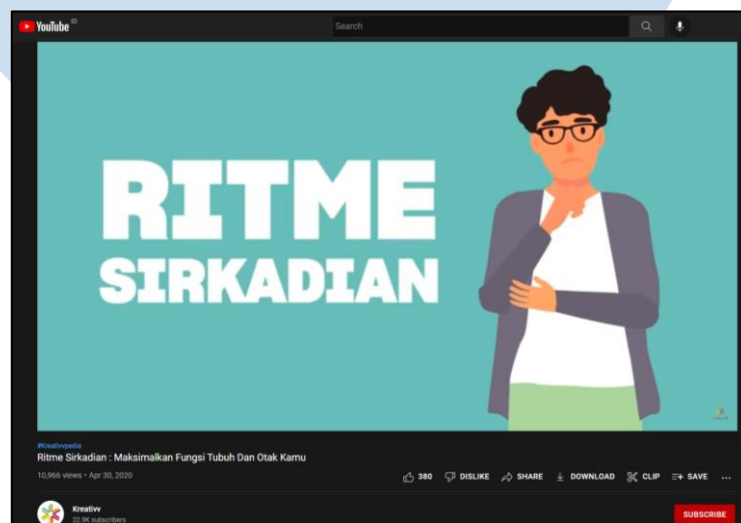 YouTube ID
Search
RITME
SIRKADIAN
#Kreativvpedia
Ritme Sirkadian : Maksimalkan Fungsi Tubuh Dan Otak Kamu
10,966 views • Apr 30, 2020
380 DISLIKE SHARE DOWNLOAD CLIP SAVE ...
Kreativv
22.9K subscribers
SUBSCRIBE